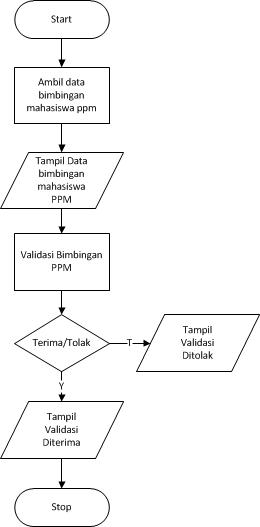 Start
Ambil data
bimbingan
mahasiswa ppm
Tampil Data
bimbingan
mahasiswa
PPM
Validasi Bimbingan
PPM
Terima/Tolak
T
Tampil
Validasi
Ditolak
Y
Tampil
Validasi
Diterima
Stop